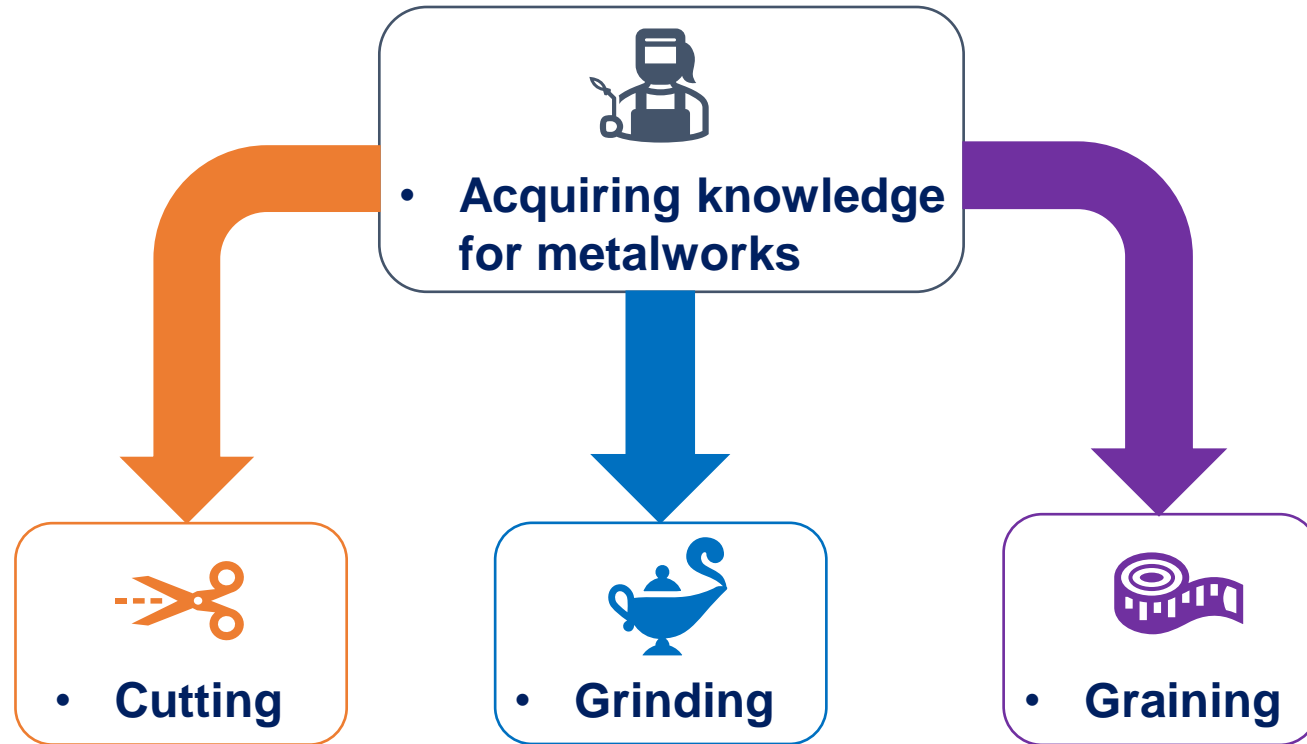 • Acquiring knowledge
for metalworks
• Cutting
• Grinding
• Graining